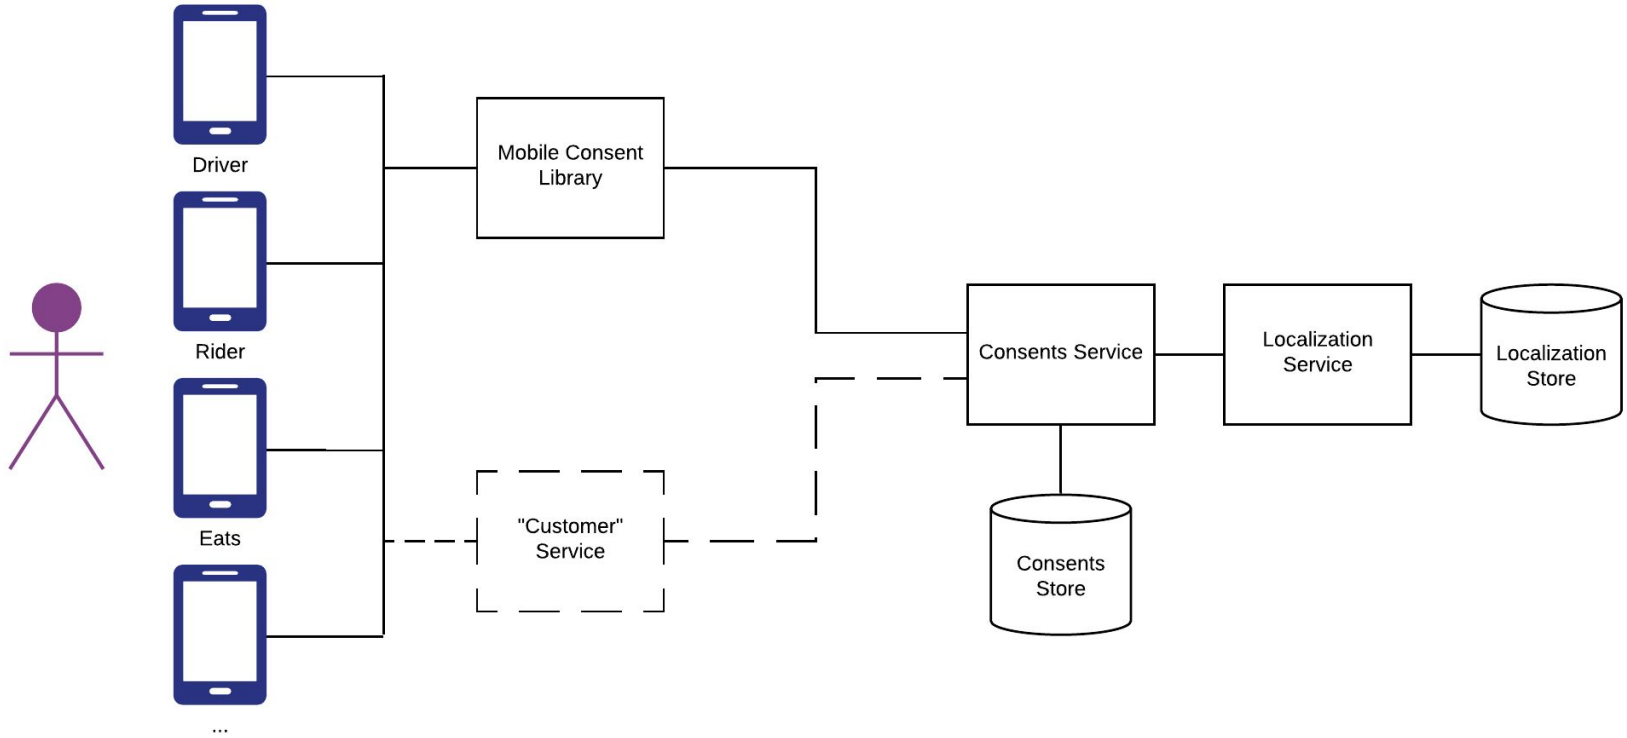 Driver
Rider
Eats
...
Mobile Consent
Library
"Customer"
Service
Consents Service
Consents
Store
Localization
Service
Localization
Store